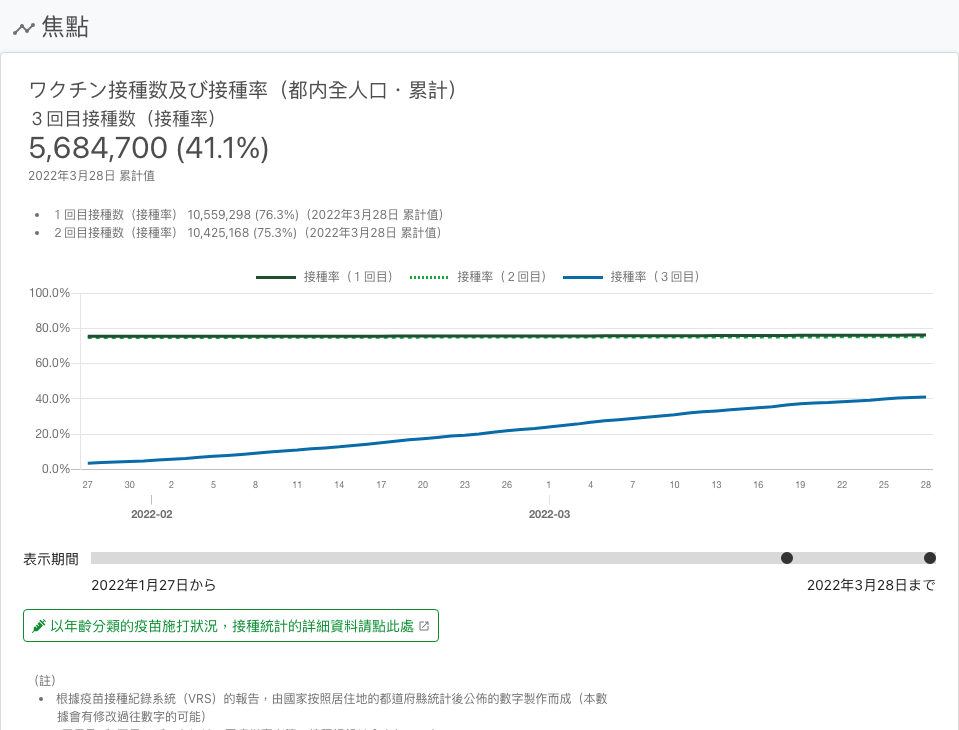 焦點
ワクチン接種数及び接種率（都内全人口・累計）
３回目接種数（接種率）
5,684,700 (41.1%)
2022年3月28日 累計値
• １回目接種数（接種率） 10,559,298 (76.3%)（2022年3月28日 累計値）
• ２回目接種数（接種率） 10,425,168 (75.3%)（2022年3月28日 累計値）
接種率（１回目） 接種率（２回目） 接種率（３回目）
100.0%
80.0%
60.0%
40.0%
20.0%
0.0%
27 30 2 5 8 11 14 17 20 23 26 1 4 7 10 13 16 19 22 25 28
2022-02 2022-03
表示期間
2022年1月27日から 2022年3月28日まで
以年齡分類的疫苗施打狀況，接種統計的詳細資料請點此處
（註）
• 根據疫苗接種紀錄系統（VRS）的報告，由國家按照居住地的都道府縣統計後公佈的數字製作而成（本數
據會有修改過往數字的可能）